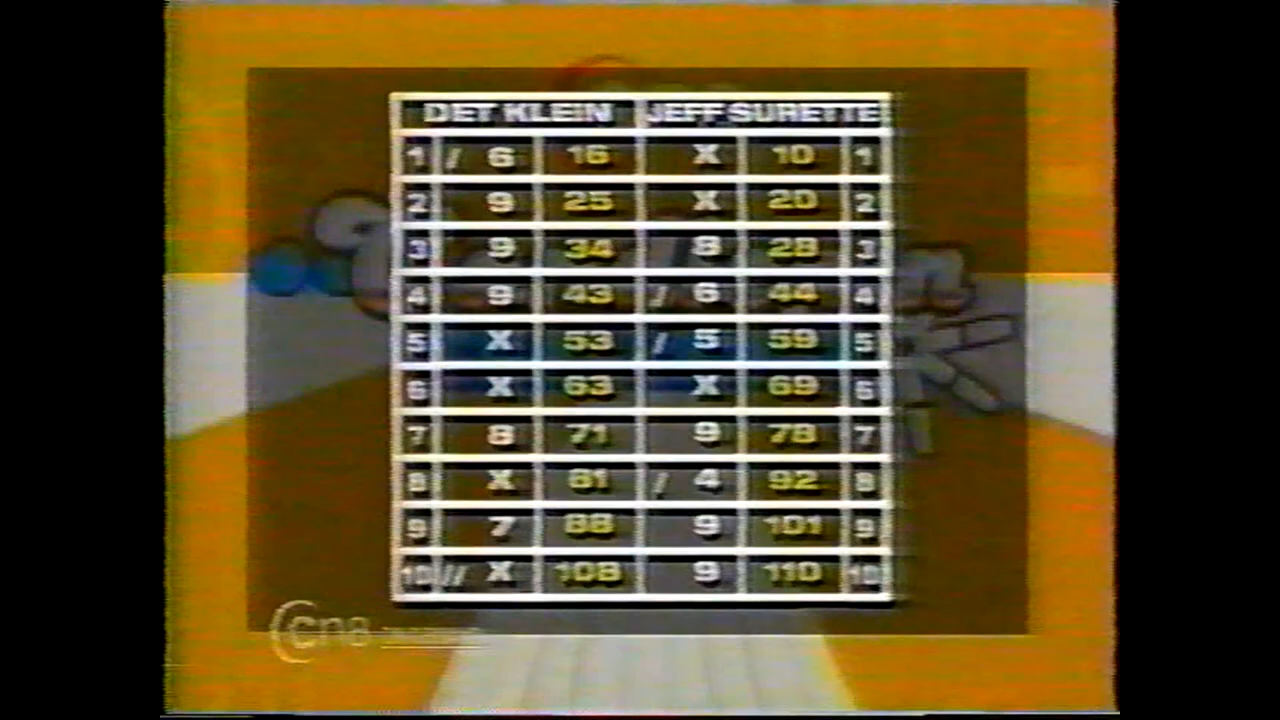 DET KLEIN JEFF SURETTE
1 / 6 16 X 10 1
2 9 25 X 20 2
3 9 34 8 28 3
4 9 43 / 6 44 4
5 X 53 / 5 59 5
6 X 63 X 69 6
7 8 71 9 78 7
8 X 81 / 4 92 8
9 7 88 9 101 9
10 // X 108 9 110 10